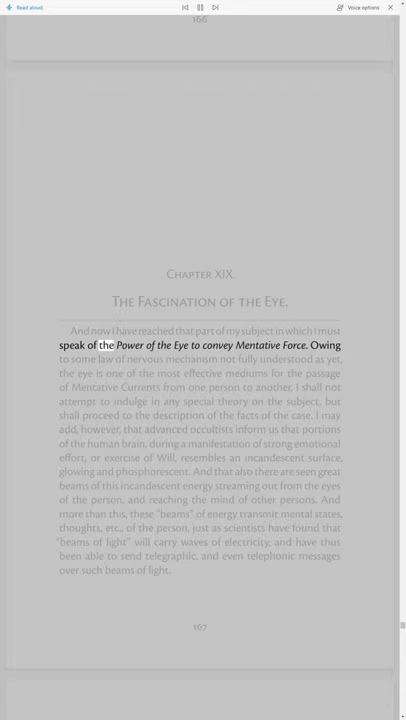 Read aloud
Voice options
166
Chapter XIX.
The Fascination of the Eye.
And now I have reached that part of my subject in which I must
speak of the Power of the Eye to convey Mentative Force. Owing
to some law of nervous mechanism not fully understood as yet,
the eye is one of the most effective mediums for the passage
of Mentative Currents from one person to another. I shall not
attempt to indulge in any special theory on the subject, but
shall proceed to the description of the facts of the case. I may
add, however, that advanced occultists inform us that portions
of the human brain, during a manifestation of strong emotional
effort, or exercise of Will, resembles an incandescent surface,
glowing and phosphorescent. And that also there are seen great
beams of this incandescent energy streaming out from the eyes
of the person, and reaching the mind of other persons. And
more than this, these "beams" of energy transmit mental states,
thoughts, etc., of the person, just as scientists have found that
"beams of light" will carry waves of electricity, and have thus
been able to send telegraphic, and even telephonic messages
over such beams of light.
167